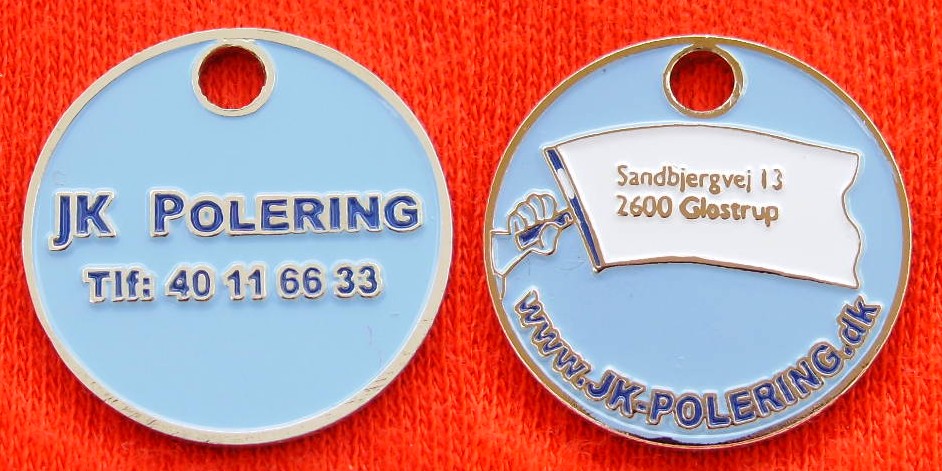 JK POLERING
Tlf: 40 11 66 33
Sandbjergvej 13
2600 Glostrup
www.JK-POLERING.dk